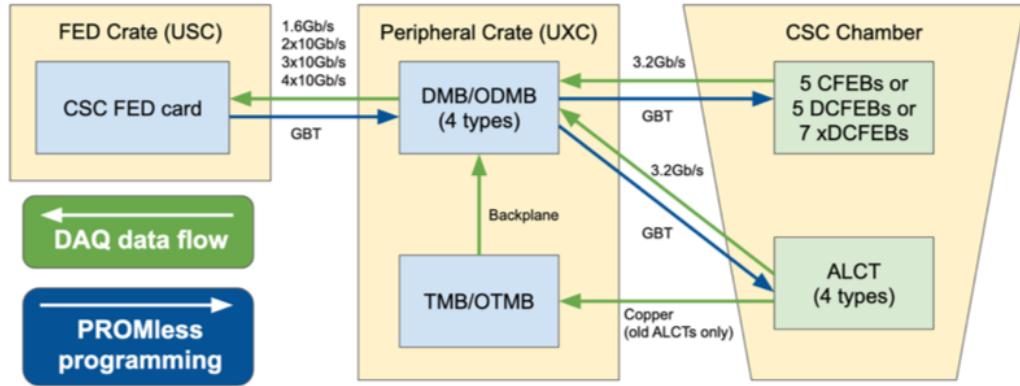 FED Crate (USC)
CSC FED card
1.6Gb/s
2x10Gb/s
3x10Gb/s
4x10Gb/s
GBT
Peripheral Crate (UXC)
DMB/ODMB
(4 types)
Backplane
TMB/OTMB
3.2Gb/s
GBT
3.2Gb/s
GBT
Copper
(old ALCTs only)
CSC Chamber
5 CFEBs or
5 DCFEBs or
7 xDCFEBs
ALCT
(4 types)
DAQ data flow
PROMless
programming